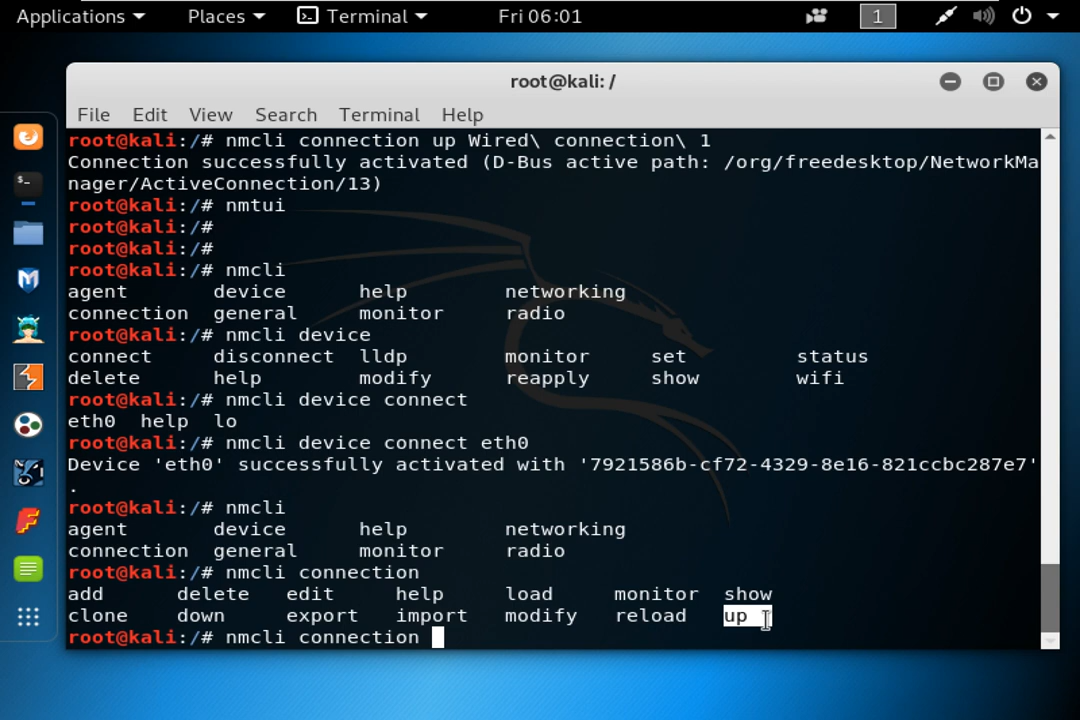 Applications Places Terminal Fri 06:01 1
root@kali: /
File Edit View Search Terminal Help
root@kali:/# nmcli connection up Wired\ connection\ 1
Connection successfully activated (D-Bus active path: /org/freedesktop/NetworkMa
nager/ActiveConnection/13)
root@kali:/# nmtui
root@kali:/#
root@kali:/#
root@kali:/# nmcli
agent device help networking
connection general monitor radio
root@kali:/# nmcli device
connect disconnect lldp monitor set status
delete help modify reapply show wifi
root@kali:/# nmcli device connect
eth0 help lo
root@kali:/# nmcli device connect eth0
Device 'eth0' successfully activated with '7921586b-cf72-4329-8e16-821ccbc287e7'
.
root@kali:/# nmcli
agent device help networking
connection general monitor radio
root@kali:/# nmcli connection
add delete edit help load monitor show
clone down export import modify reload up
root@kali:/# nmcli connection